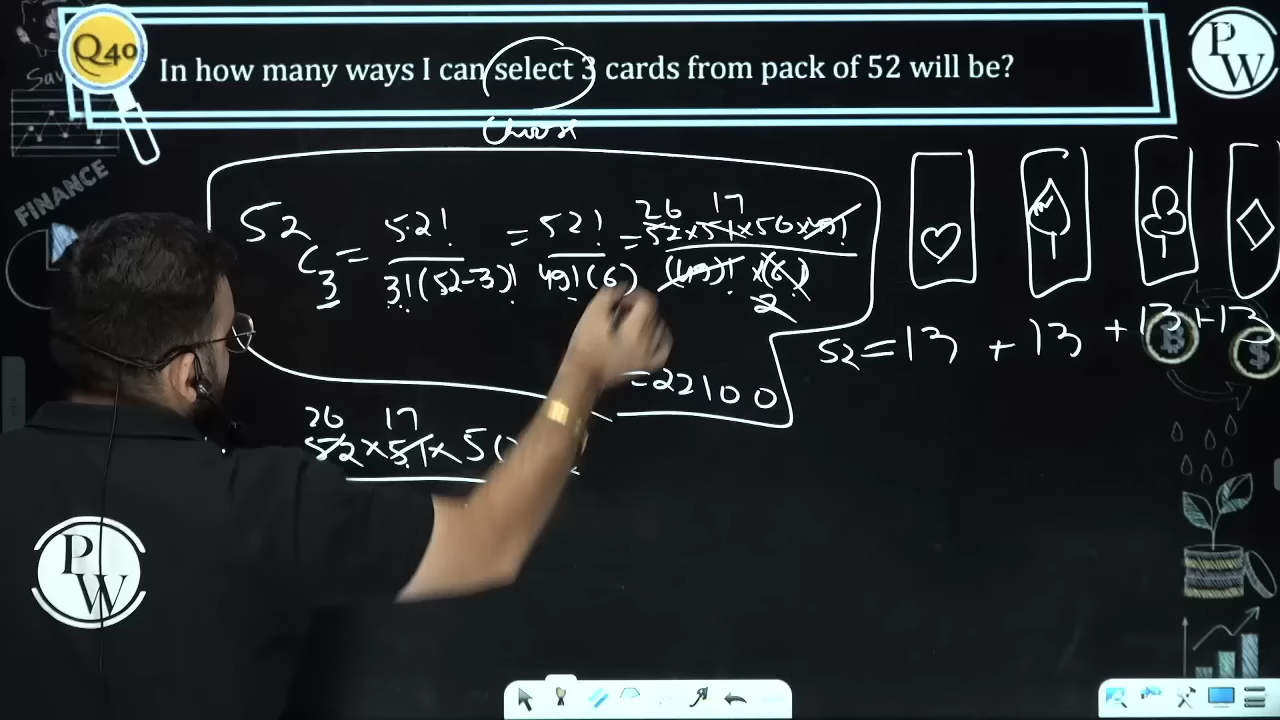 Q40
In how many ways I can select 3 cards from pack of 52 will be?
PW
Choose
Sav
FINANCE
52C3 = 52! / 3!(52-3)! = 52! / 49!(6) = 52×51×50×49! / (49)! ×(6)
26 17
2
= 22100
52 = 13 + 13 + 13 + 13
26 17
52×51×5
PW